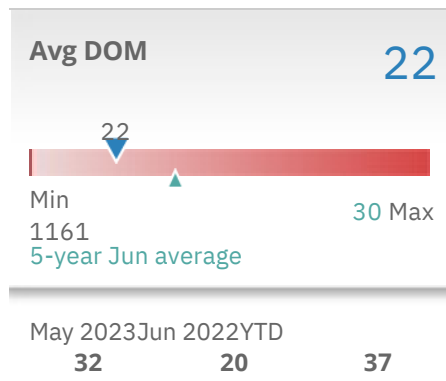 Avg DOM
22
22
Min
1161
30 Max
5-year Jun average
May 2023Jun 2022YTD
32 20 37